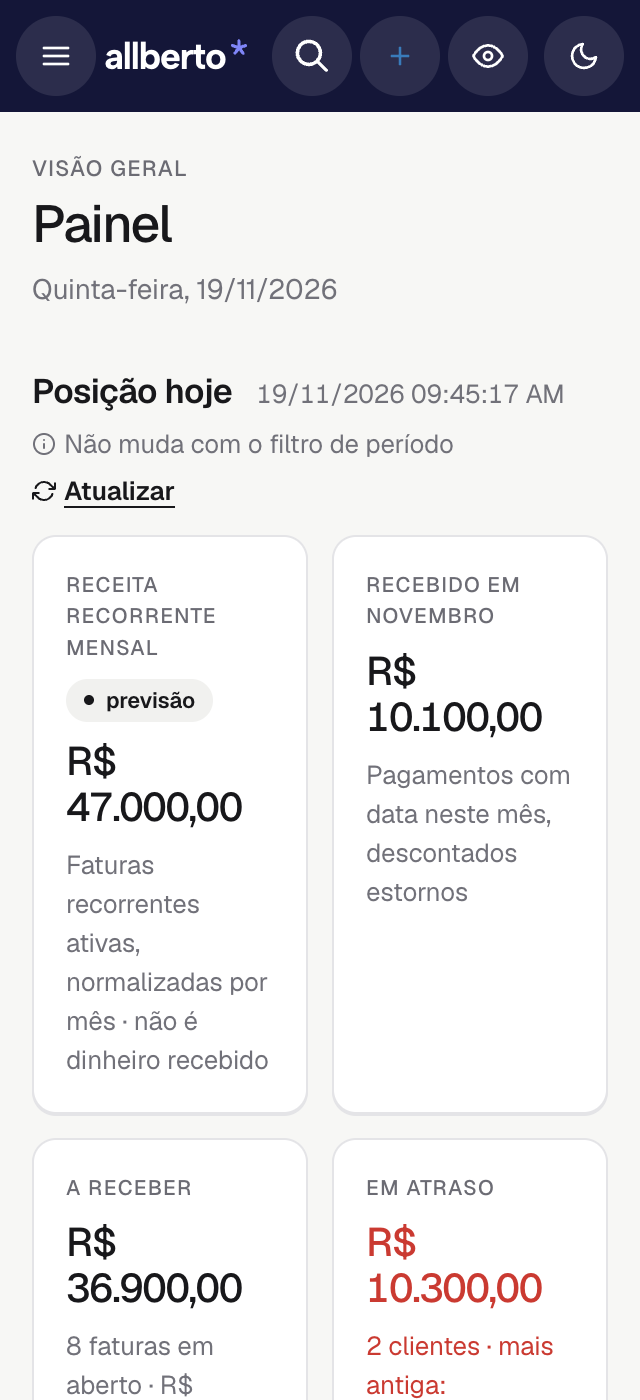 allberto*
VISÃO GERAL
Painel
Quinta-feira, 19/11/2026
Posição hoje 19/11/2026 09:45:17 AM
Não muda com o filtro de período
Atualizar
RECEITA
RECORRENTE
MENSAL
• previsão
R$
47.000,00
Faturas
recorrentes
ativas,
normalizadas por
mês · não é
dinheiro recebido
RECEBIDO EM
NOVEMBRO
R$
10.100,00
Pagamentos com
data neste mês,
descontados
estornos
A RECEBER
R$
36.900,00
8 faturas em
aberto · R$
EM ATRASO
R$
10.300,00
2 clientes · mais
antiga: